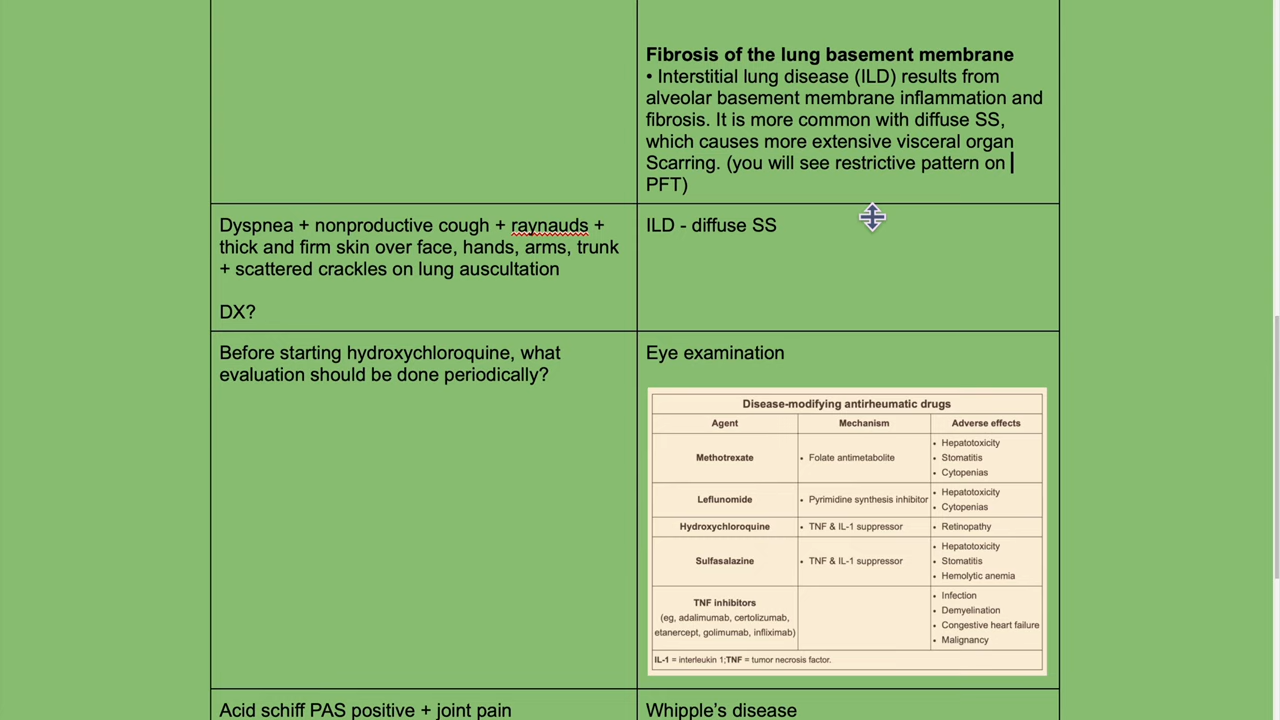 Fibrosis of the lung basement membrane
• Interstitial lung disease (ILD) results from
alveolar basement membrane inflammation and
fibrosis. It is more common with diffuse SS,
which causes more extensive visceral organ
Scarring. (you will see restrictive pattern on
PFT)
Dyspnea + nonproductive cough + raynauds +
thick and firm skin over face, hands, arms, trunk
+ scattered crackles on lung auscultation
DX?
ILD - diffuse SS
Before starting hydroxychloroquine, what
evaluation should be done periodically?
Eye examination
Disease-modifying antirheumatic drugs
Agent Mechanism Adverse effects
Methotrexate
• Folate antimetabolite
• Hepatotoxicity
• Stomatitis
• Cytopenias
Leflunomide
• Pyrimidine synthesis inhibitor
• Hepatotoxicity
• Cytopenias
Hydroxychloroquine
• TNF & IL-1 suppressor
• Retinopathy
Sulfasalazine
• TNF & IL-1 suppressor
• Hepatotoxicity
• Stomatitis
• Hemolytic anemia
TNF inhibitors
(eg, adalimumab, certolizumab,
etanercept, golimumab, infliximab)
• Infection
• Demyelination
• Congestive heart failure
• Malignancy
IL-1 = interleukin 1;TNF = tumor necrosis factor.
Acid schiff PAS positive + joint pain
Whipple's disease